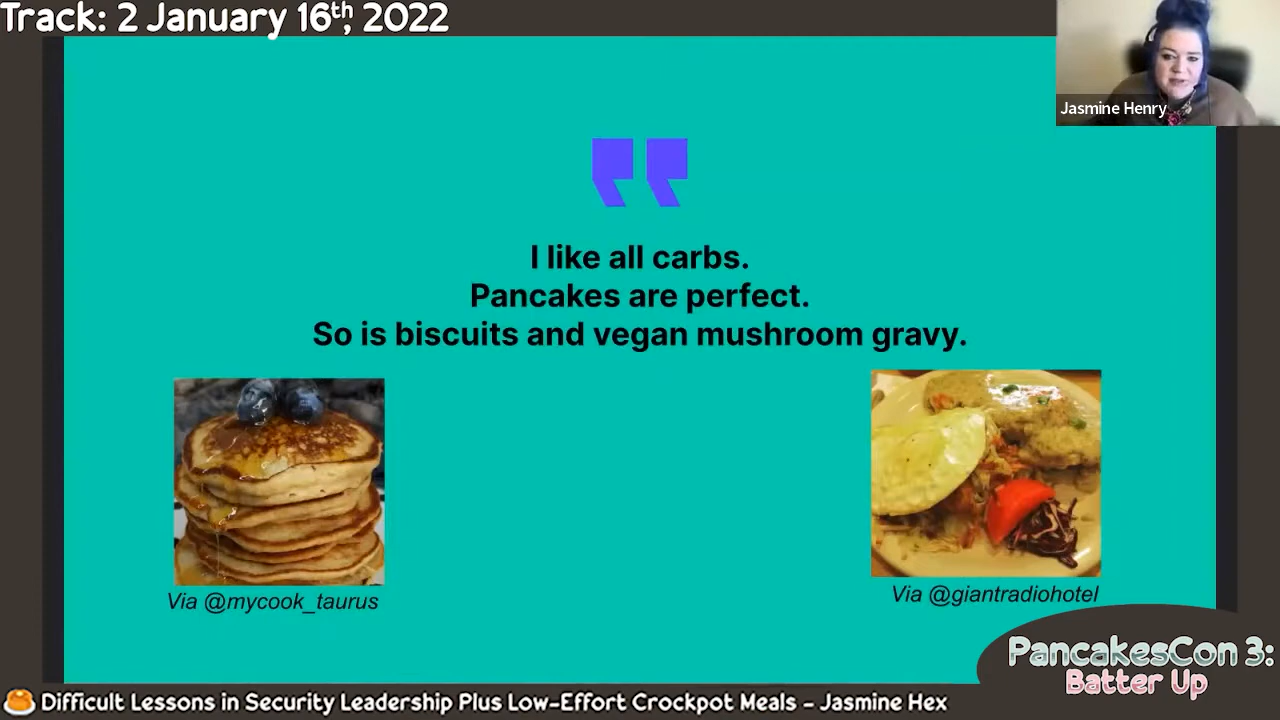 Track: 2 January 16th, 2022
Jasmine Henry
I like all carbs.
Pancakes are perfect.
So is biscuits and vegan mushroom gravy.
Via @mycook_taurus
Via @giantradiohotel
PancakesCon 3:
Batter Up
Difficult Lessons in Security Leadership Plus Low-Effort Crockpot Meals - Jasmine Hex